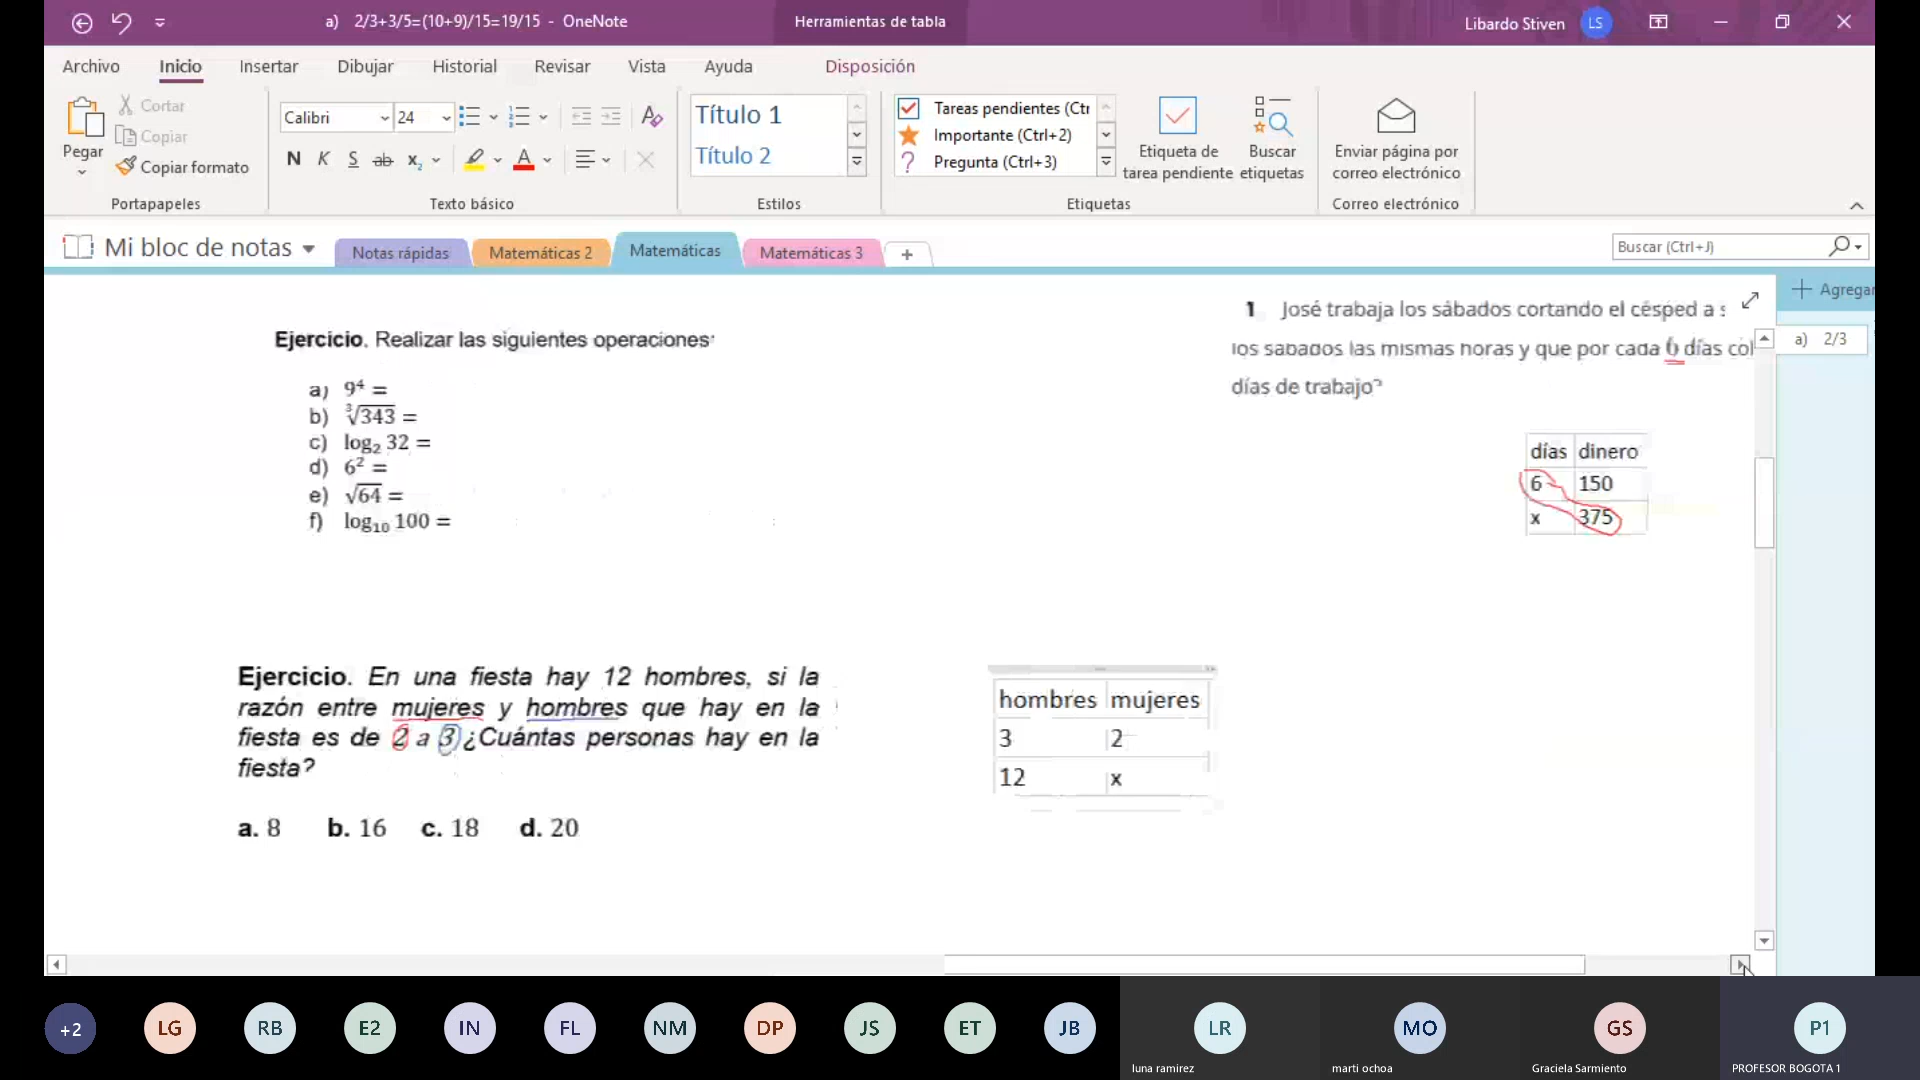 a) 2/3+3/5=(10+9)/15=19/15 - OneNote
Herramientas de tabla
Libardo Stiven
LS
Archivo
Inicio
Insertar
Dibujar
Historial
Revisar
Vista
Ayuda
Disposición
Pegar
Cortar
Copiar
Copiar formato
Portapapeles
Calibri
24
N K S ab x₂ A
Texto básico
Título 1
Título 2
Estilos
Tareas pendientes (Ctr
Importante (Ctrl+2)
Pregunta (Ctrl+3)
Etiqueta de
tarea pendiente
Buscar
etiquetas
Etiquetas
Enviar página por
correo electrónico
Correo electrónico
Mi bloc de notas
Notas rápidas
Matemáticas 2
Matemáticas
Matemáticas 3
+
Buscar (Ctrl+J)
Agregar
a) 2/3
Ejercicio. Realizar las siguientes operaciones:
a) 9⁴ =
b) ∛343 =
c) log₂ 32 =
d) 6² =
e) √64 =
f) log₁₀ 100 =
1 José trabaja los sábados cortando el césped a s
los sábados las mismas horas y que por cada 6 días col
días de trabajo?
días dinero
6 150
x 375
Ejercicio. En una fiesta hay 12 hombres, si la
razón entre mujeres y hombres que hay en la
fiesta es de 2 a 3 ¿Cuántas personas hay en la
fiesta?
a. 8 b. 16 c. 18 d. 20
hombres mujeres
3 2
12 x
+2
LG
RB
E2
IN
FL
NM
DP
JS
ET
JB
LR
luna ramirez
MO
marti ochoa
GS
Graciela Sarmiento
P1
PROFESOR BOGOTA 1